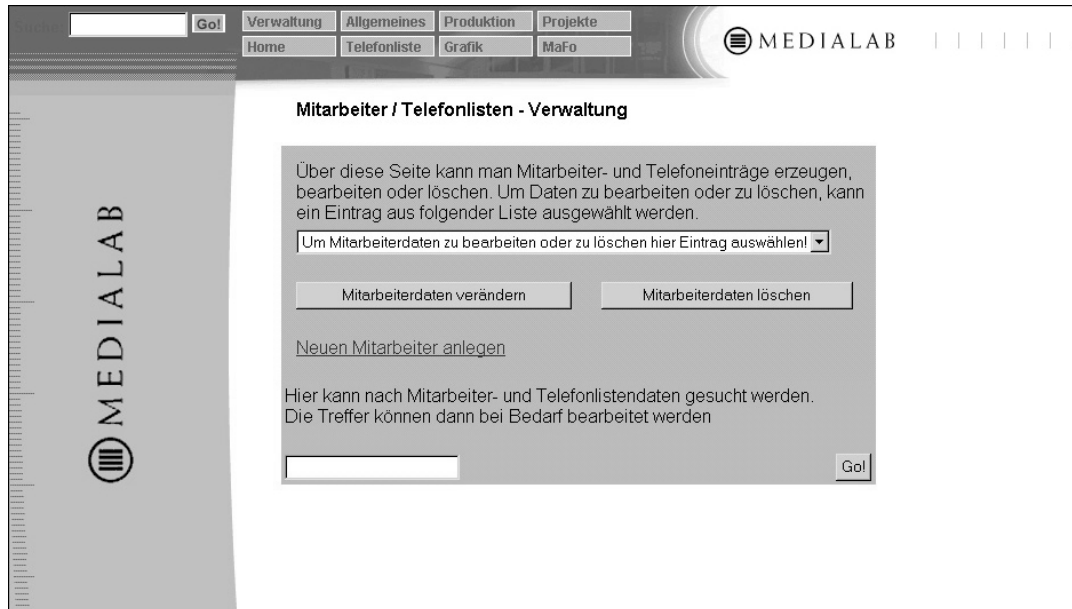 Suche:
Go!
Verwaltung Allgemeines Produktion Projekte
Home Telefonliste Grafik MaFo
MEDIALAB
MEDIALAB
Mitarbeiter / Telefonlisten - Verwaltung
Über diese Seite kann man Mitarbeiter- und Telefoneinträge erzeugen,
bearbeiten oder löschen. Um Daten zu bearbeiten oder zu löschen, kann
ein Eintrag aus folgender Liste ausgewählt werden.
Um Mitarbeiterdaten zu bearbeiten oder zu löschen hier Eintrag auswählen!
Mitarbeiterdaten verändern Mitarbeiterdaten löschen
Neuen Mitarbeiter anlegen
Hier kann nach Mitarbeiter- und Telefonlistendaten gesucht werden.
Die Treffer können dann bei Bedarf bearbeitet werden
Go!